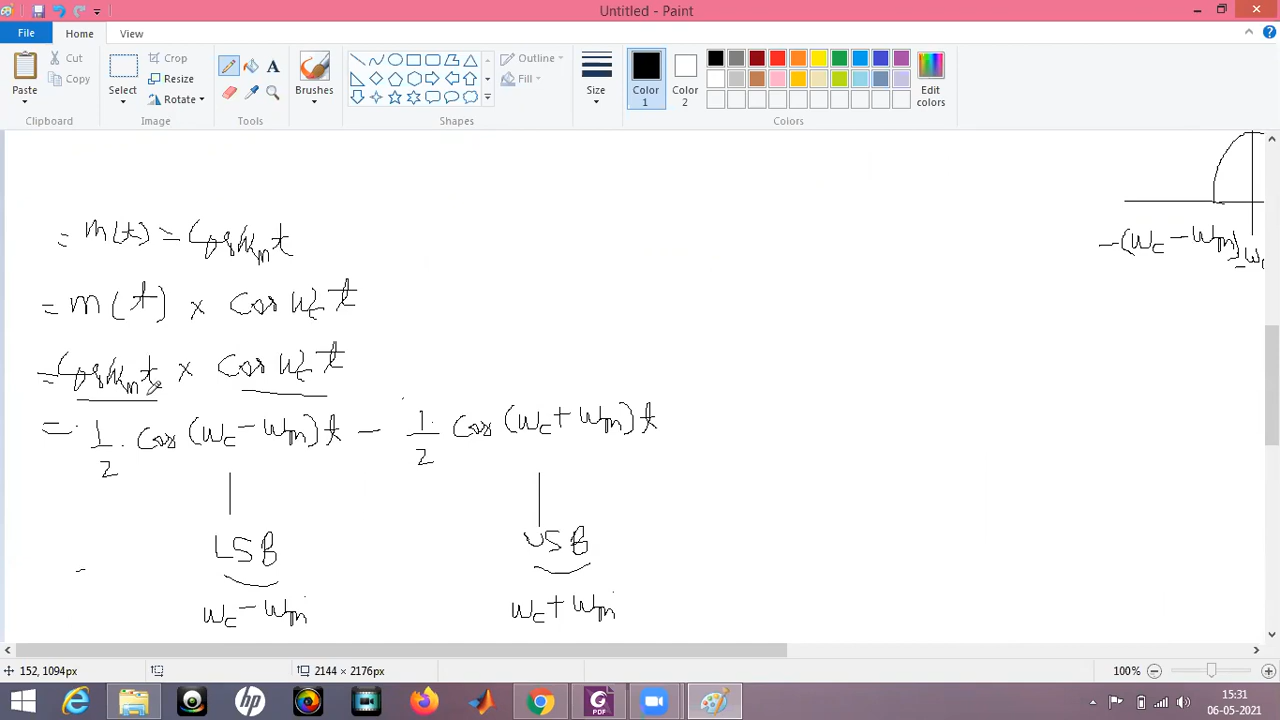 Untitled - Paint
File Home View
Paste Cut Copy Select Crop Resize Rotate Brushes Outline Fill Size Color 1 Color 2 Edit colors
Clipboard Image Tools Shapes Colors
= m(t) = Cos Wm t
= m(t) x Cos Wc t
= Cos Wm t x Cos Wc t
= 1/2 . Cos (Wc - Wm) t - 1/2 Cos (Wc + Wm) t
LSB USB
Wc - Wm Wc + Wm
-(Wc - Wm)
152, 1094px 2144 × 2176px 100%
PDF
15:31
06-05-2021